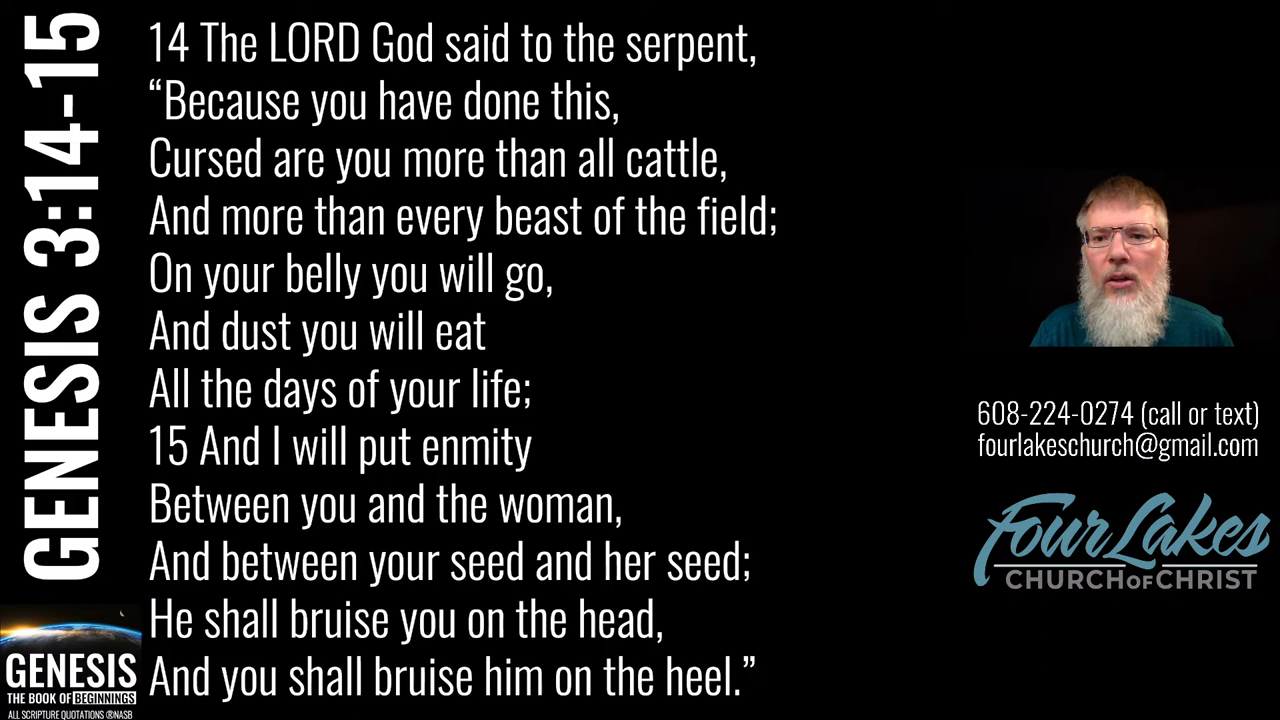 GENESIS 3:14-15
14 The LORD God said to the serpent,
“Because you have done this,
Cursed are you more than all cattle,
And more than every beast of the field;
On your belly you will go,
And dust you will eat
All the days of your life;
15 And I will put enmity
Between you and the woman,
And between your seed and her seed;
He shall bruise you on the head,
And you shall bruise him on the heel.”
GENESIS
THE BOOK OF BEGINNINGS
ALL SCRIPTURE QUOTATIONS ®NASB
608-224-0274 (call or text)
fourlakeschurch@gmail.com
Four Lakes
CHURCH OF CHRIST